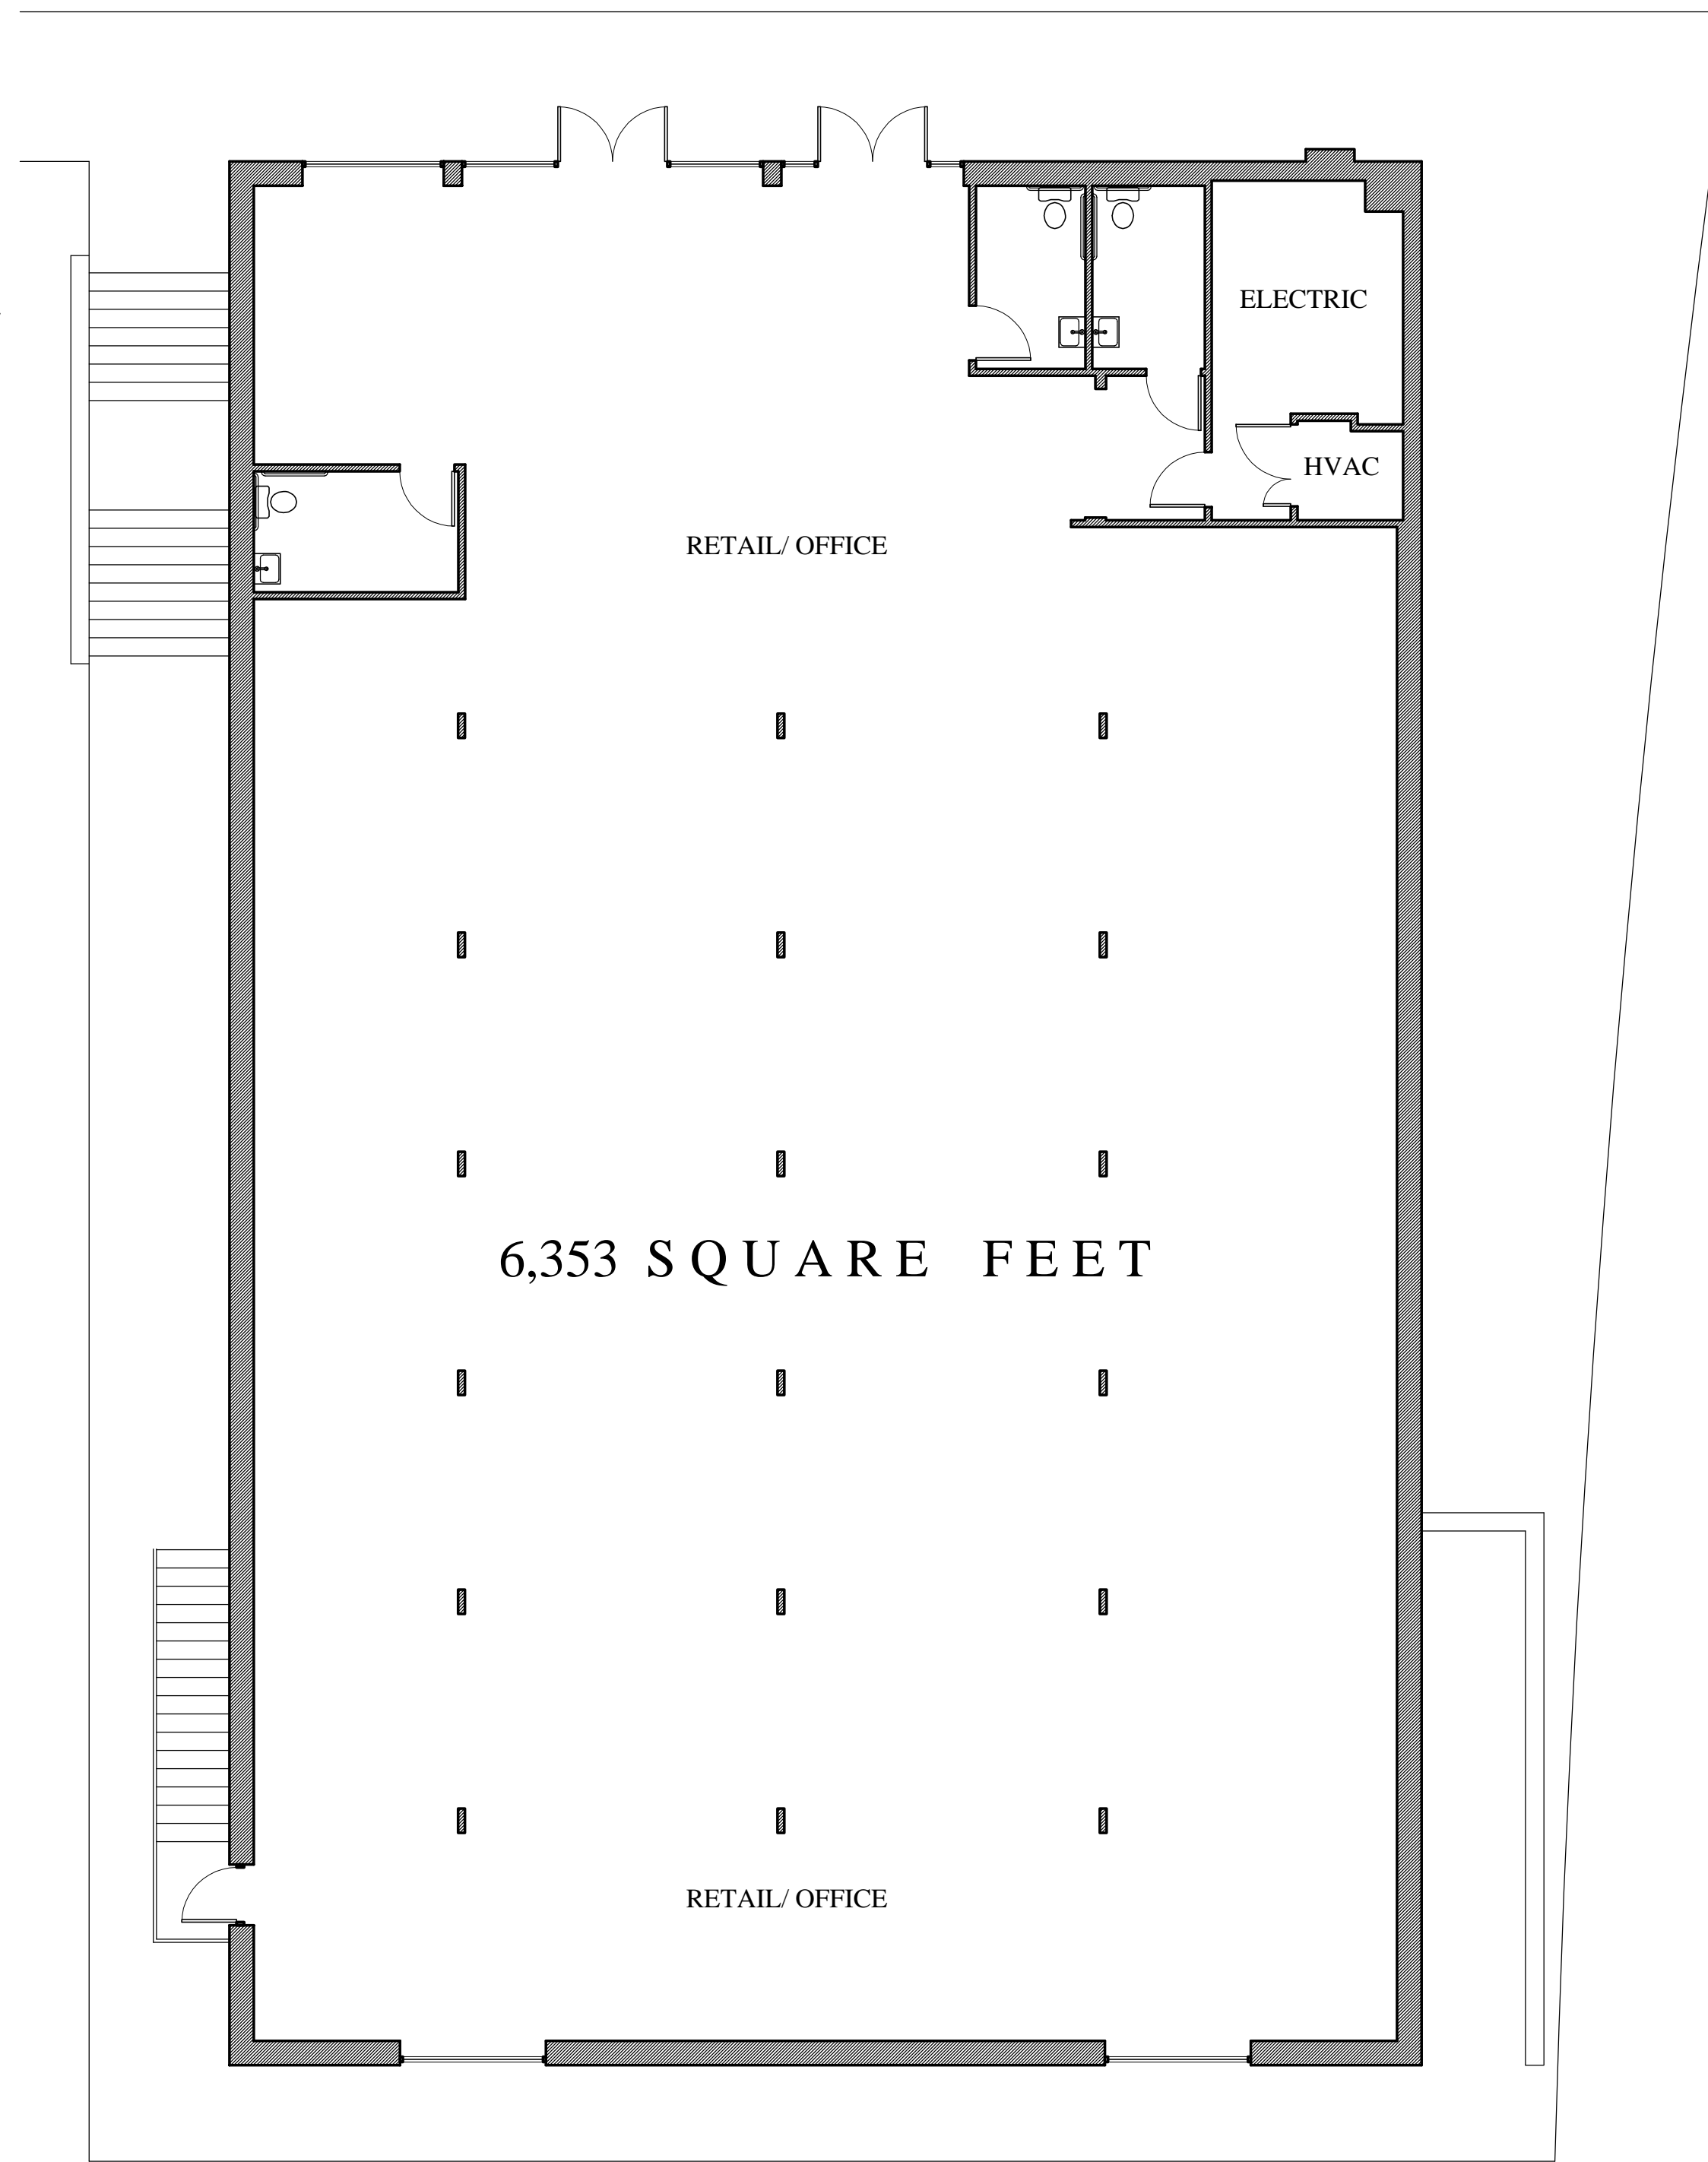 ELECTRIC
HVAC
RETAIL/ OFFICE
6,353 SQUARE FEET
RETAIL/ OFFICE